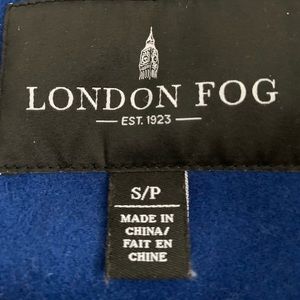 LONDON FOG
EST. 1923
S/P
MADE IN
CHINA/
FAIT EN
CHINE